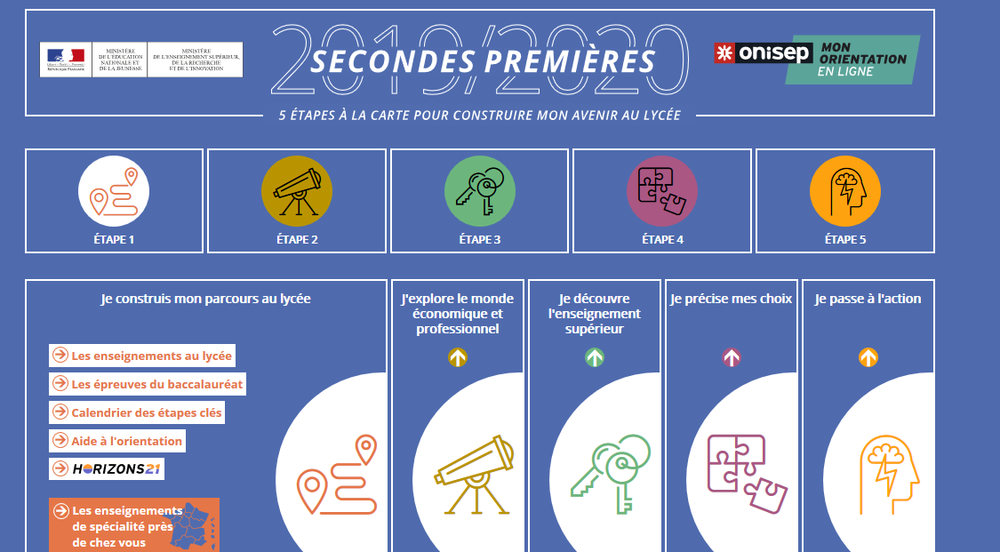 2019/2020
SECONDES PREMIÈRES
5 ÉTAPES À LA CARTE POUR CONSTRUIRE MON AVENIR AU LYCÉE
RÉPUBLIQUE FRANÇAISE
MINISTÈRE
DE L'ÉDUCATION
NATIONALE ET
DE LA JEUNESSE
MINISTÈRE
DE L'ENSEIGNEMENT SUPÉRIEUR,
DE LA RECHERCHE
ET DE L'INNOVATION
onisep
MON
ORIENTATION
EN LIGNE
ÉTAPE 1
ÉTAPE 2
ÉTAPE 3
ÉTAPE 4
ÉTAPE 5
Je construis mon parcours au lycée
Les enseignements au lycée
Les épreuves du baccalauréat
Calendrier des étapes clés
Aide à l'orientation
HORIZONS21
Les enseignements
de spécialité près
de chez vous
J'explore le monde
économique et
professionnel
Je découvre
l'enseignement
supérieur
Je précise mes choix
Je passe à l'action